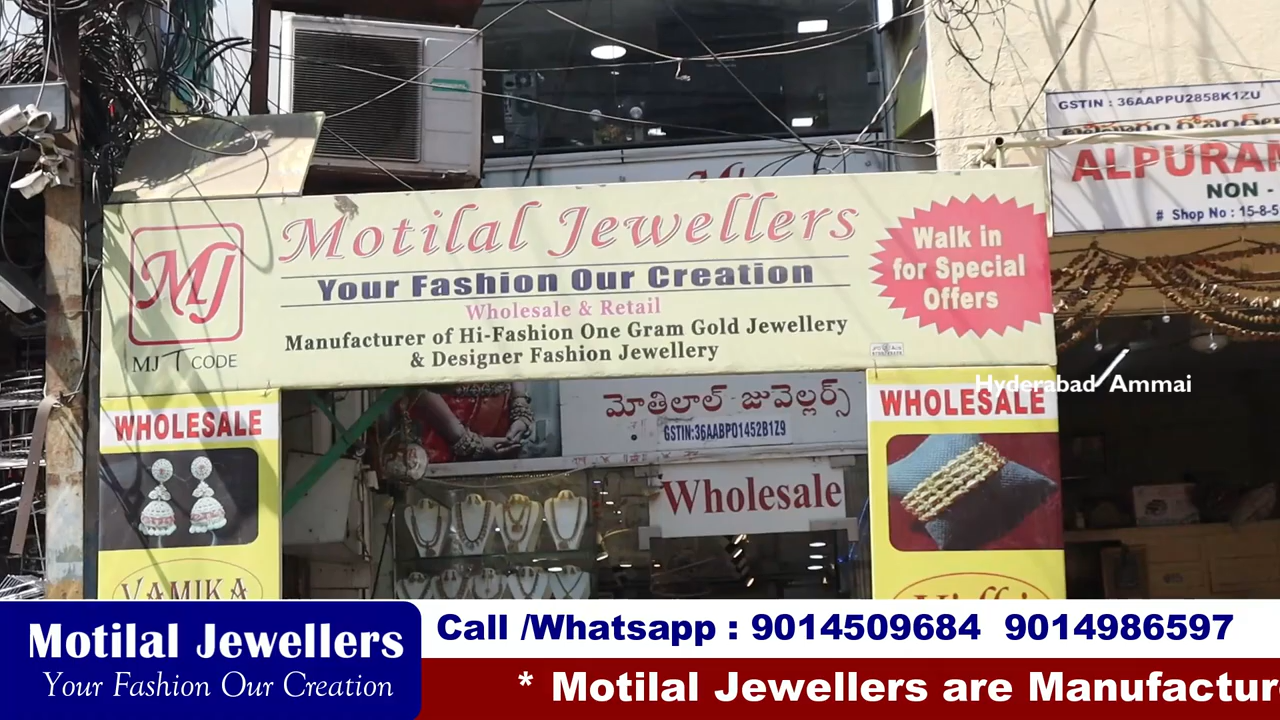 GSTIN : 36AAPPU2858K1ZU
ALPURAM
NON -
# Shop No : 15-8-5
MJ
MJ T CODE
Motilal Jewellers
Your Fashion Our Creation
Wholesale & Retail
Manufacturer of Hi-Fashion One Gram Gold Jewellery
& Designer Fashion Jewellery
Walk in
for Special
Offers
Hyderabad Ammai
WHOLESALE
VAMIKA
మోతిలాల్ జువెల్లర్స్
GSTIN:36AABPO1452B1Z9
Wholesale
WHOLESALE
Motilal Jewellers
Your Fashion Our Creation
Call /Whatsapp : 9014509684 9014986597
* Motilal Jewellers are Manufactur